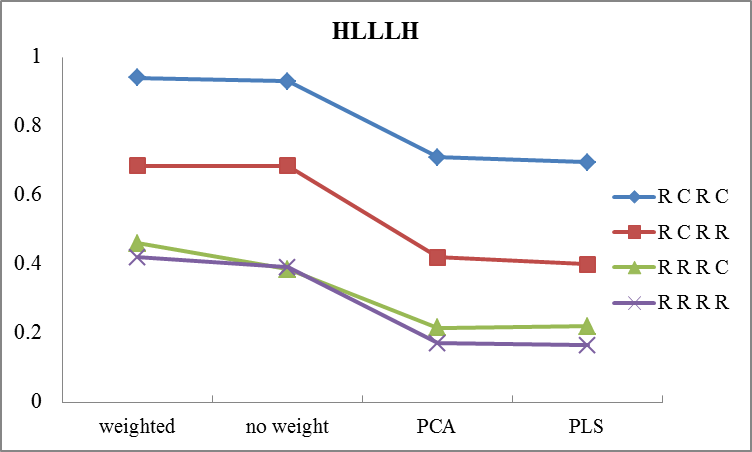 HLLLH
1
0.8
0.6
0.4
0.2
0
weighted
no weight
PCA
PLS
R C R C
R C R R
R R R C
R R R R